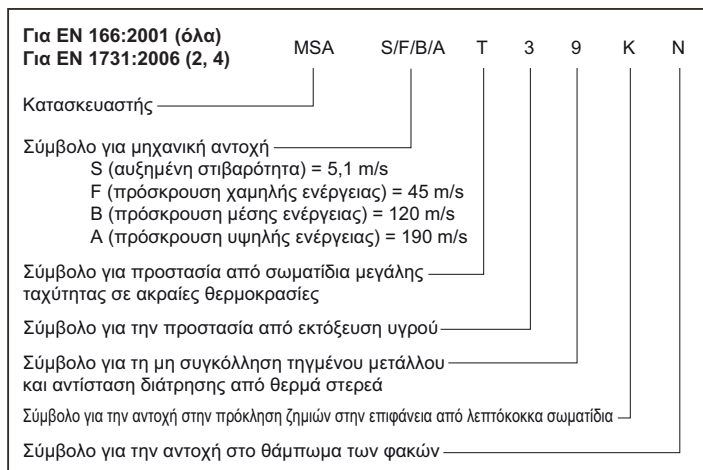 Για EN 166:2001 (όλα)
Για EN 1731:2006 (2, 4)
MSA S/F/B/A T 3 9 K N
Κατασκευαστής
Σύμβολο για μηχανική αντοχή
S (αυξημένη στιβαρότητα) = 5,1 m/s
F (πρόσκρουση χαμηλής ενέργειας) = 45 m/s
B (πρόσκρουση μέσης ενέργειας) = 120 m/s
A (πρόσκρουση υψηλής ενέργειας) = 190 m/s
Σύμβολο για προστασία από σωματίδια μεγάλης
ταχύτητας σε ακραίες θερμοκρασίες
Σύμβολο για την προστασία από εκτόξευση υγρού
Σύμβολο για τη μη συγκόλληση τηγμένου μετάλλου
και αντίσταση διάτρησης από θερμά στερεά
Σύμβολο για την αντοχή στην πρόκληση ζημιών στην επιφάνεια από λεπτόκοκκα σωματίδια
Σύμβολο για την αντοχή στο θάμπωμα των φακών